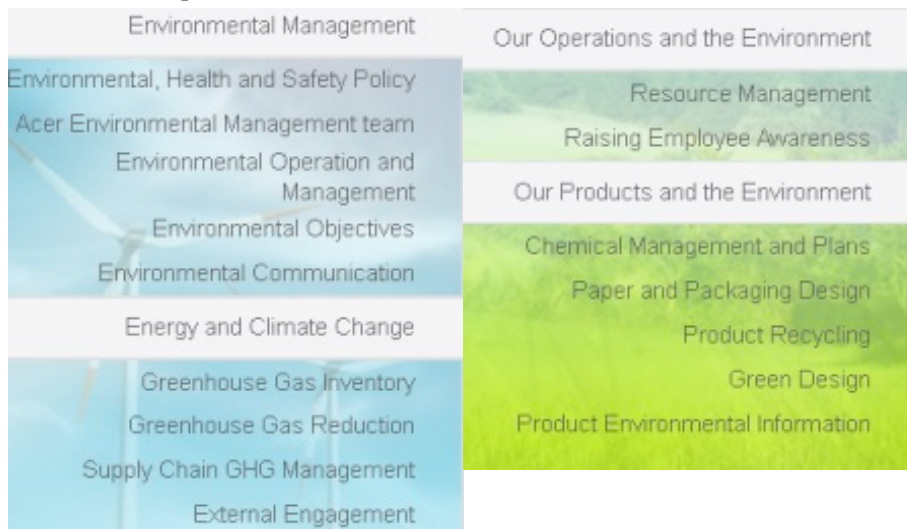 Environmental Management
Environmental, Health and Safety Policy
Acer Environmental Management team
Environmental Operation and
Management
Environmental Objectives
Environmental Communication
Energy and Climate Change
Greenhouse Gas Inventory
Greenhouse Gas Reduction
Supply Chain GHG Management
External Engagement
Our Operations and the Environment
Resource Management
Raising Employee Awareness
Our Products and the Environment
Chemical Management and Plans
Paper and Packaging Design
Product Recycling
Green Design
Product Environmental Information